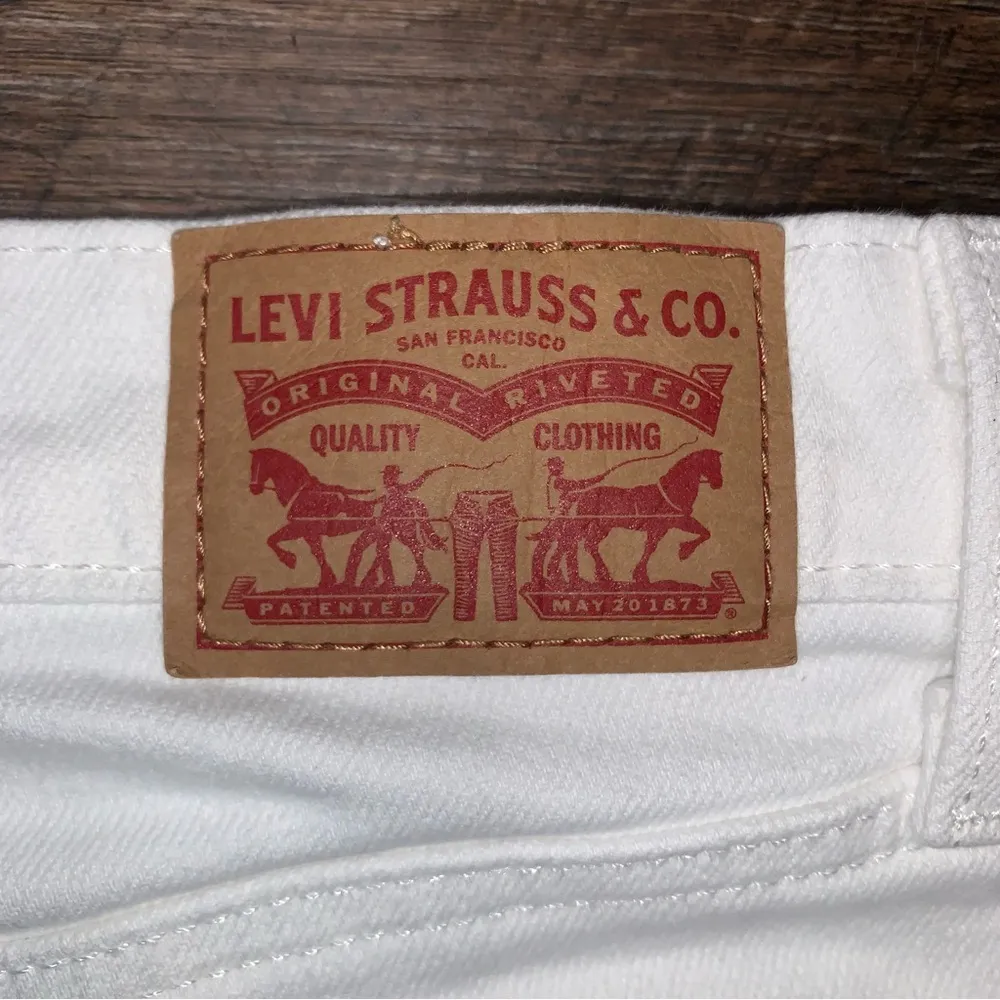 LEVI STRAUSS & CO.
SAN FRANCISCO
CAL.
ORIGINAL RIVETED
QUALITY CLOTHING
PATENTED MAY 20 1873 ®